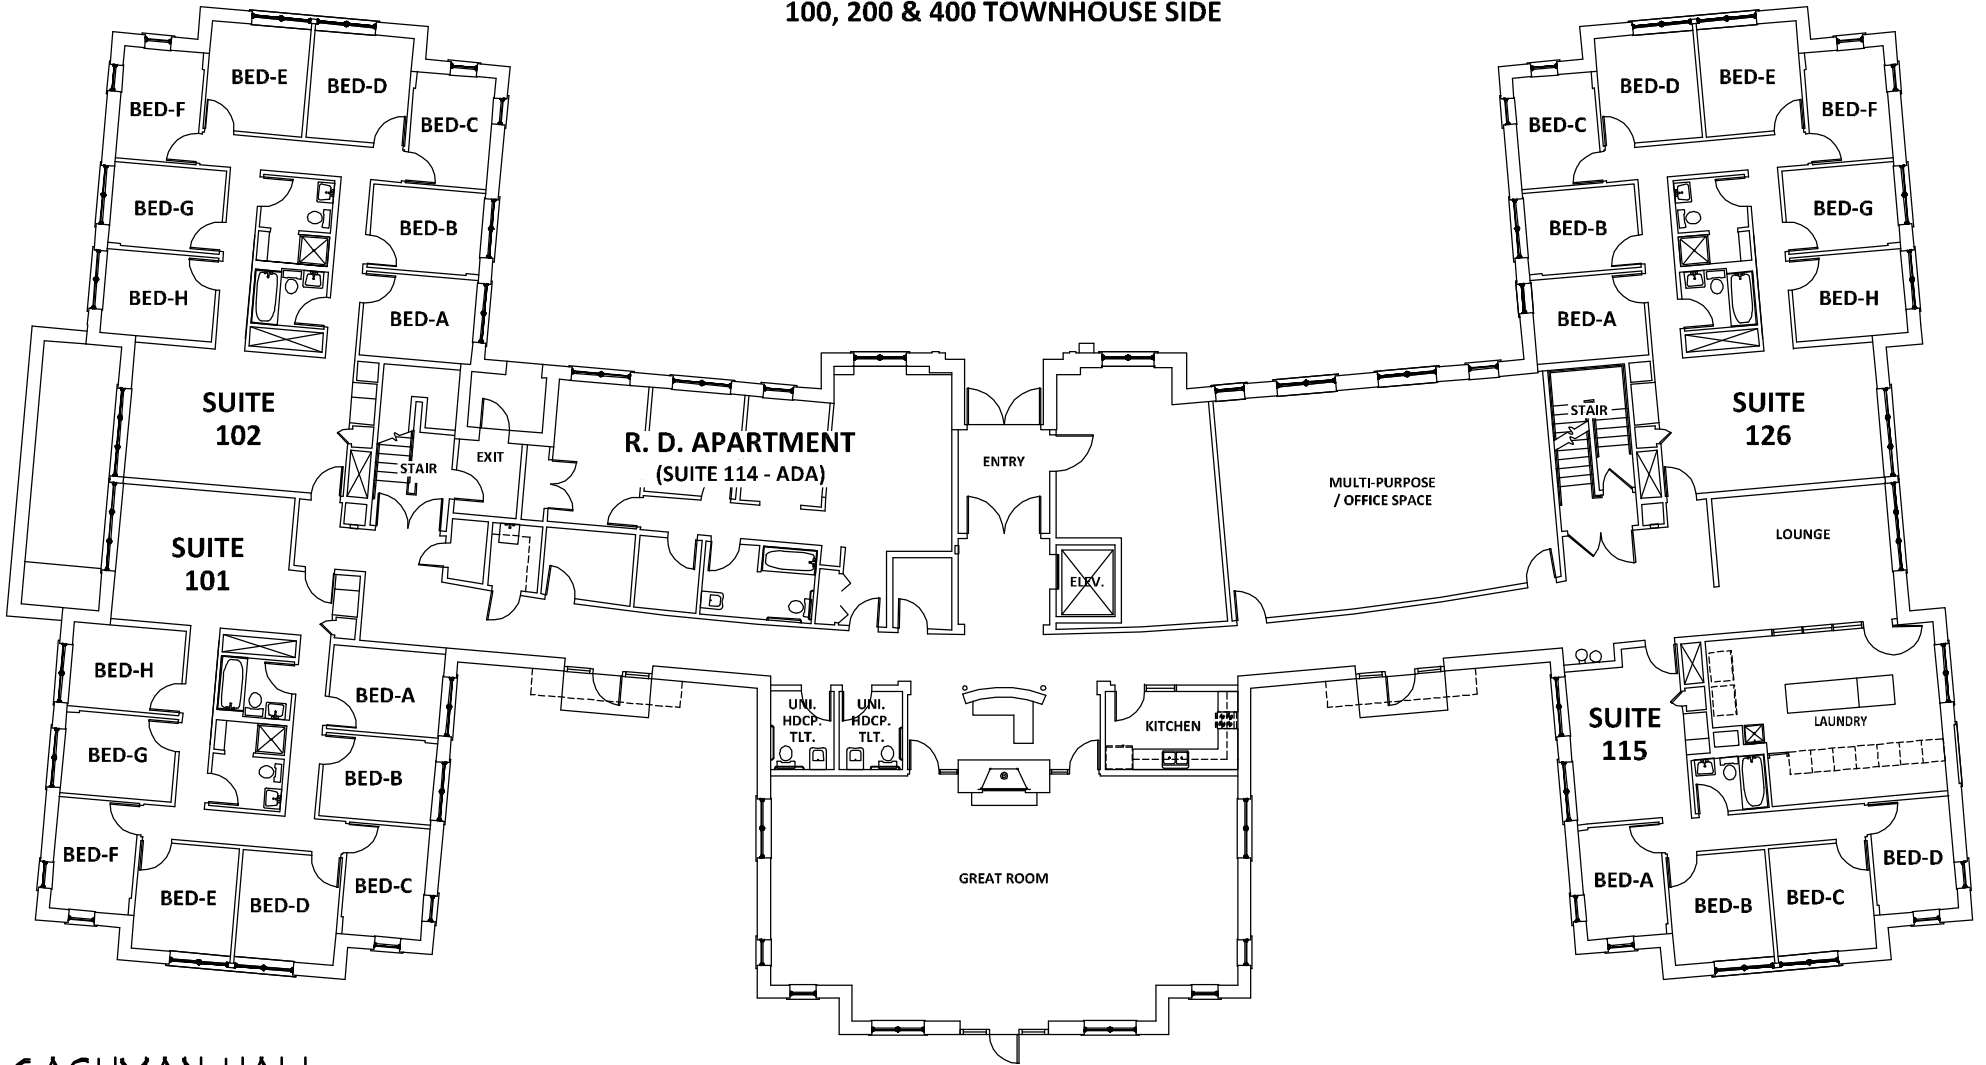 100, 200 & 400 TOWNHOUSE SIDE
BED-F
BED-E
BED-D
BED-C
BED-G
BED-B
BED-H
BED-A
SUITE
102
STAIR
EXIT
R. D. APARTMENT
(SUITE 114 - ADA)
ENTRY
ELEV.
MULTI-PURPOSE
/ OFFICE SPACE
STAIR
BED-C
BED-D
BED-E
BED-F
BED-B
BED-G
BED-A
BED-H
SUITE
126
LOUNGE
SUITE
101
BED-H
BED-A
BED-G
BED-B
BED-F
BED-E
BED-D
BED-C
UNI.
HDCP.
TLT.
UNI.
HDCP.
TLT.
KITCHEN
GREAT ROOM
SUITE
115
LAUNDRY
BED-A
BED-B
BED-C
BED-D